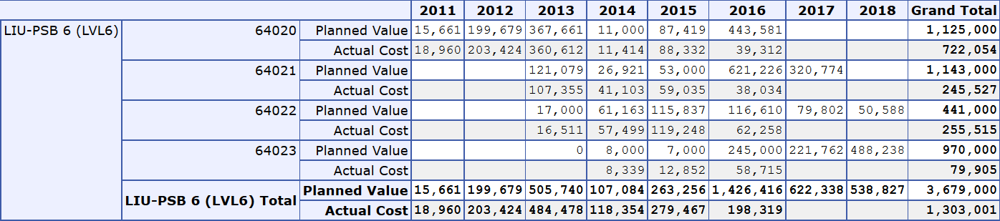 2011 2012 2013 2014 2015 2016 2017 2018 Grand Total
LIU-PSB 6 (LVL6) 64020 Planned Value 15,661 199,679 367,661 11,000 87,419 443,581 1,125,000
Actual Cost 18,960 203,424 360,612 11,414 88,332 39,312 722,054
64021 Planned Value 121,079 26,921 53,000 621,226 320,774 1,143,000
Actual Cost 107,355 41,103 59,035 38,034 245,527
64022 Planned Value 17,000 61,163 115,837 116,610 79,802 50,588 441,000
Actual Cost 16,511 57,499 119,248 62,258 255,515
64023 Planned Value 0 8,000 7,000 245,000 221,762 488,238 970,000
Actual Cost 8,339 12,852 58,715 79,905
LIU-PSB 6 (LVL6) Total Planned Value 15,661 199,679 505,740 107,084 263,256 1,426,416 622,338 538,827 3,679,000
Actual Cost 18,960 203,424 484,478 118,354 279,467 198,319 1,303,001